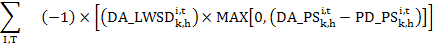 ∑_{I,T} (−1) × [(DA_LWSD_{k,h}^{i,t}) × MAX[0, (DA_PS_{k,h}^{i,t} − PD_PS_{k,h}^{i,t})]]